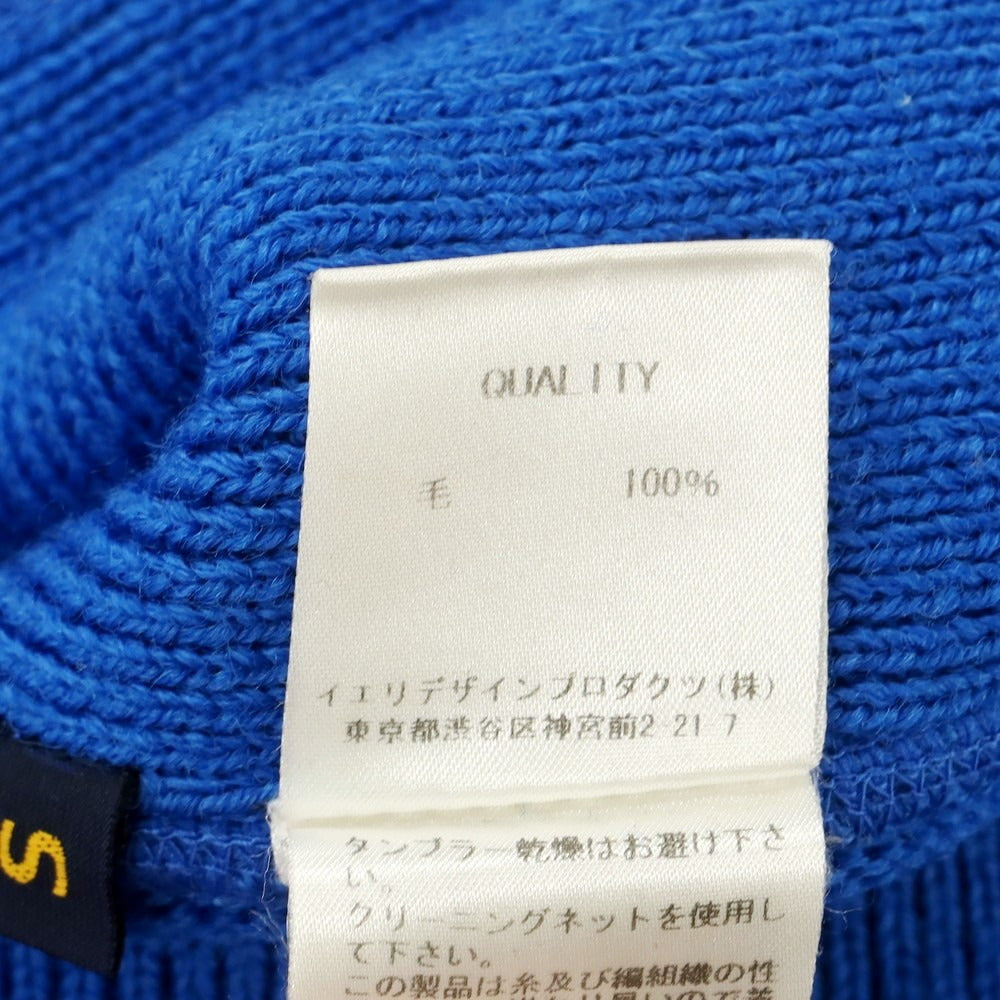 QUALITY
毛 100%
イェリデザインプロダクツ(株)
東京都渋谷区神宮前2-21-7
タンブラー乾燥はお避け下さ
い。
クリーニングネットを使用し
て下さい。
この製品は糸及び編組織の性
S